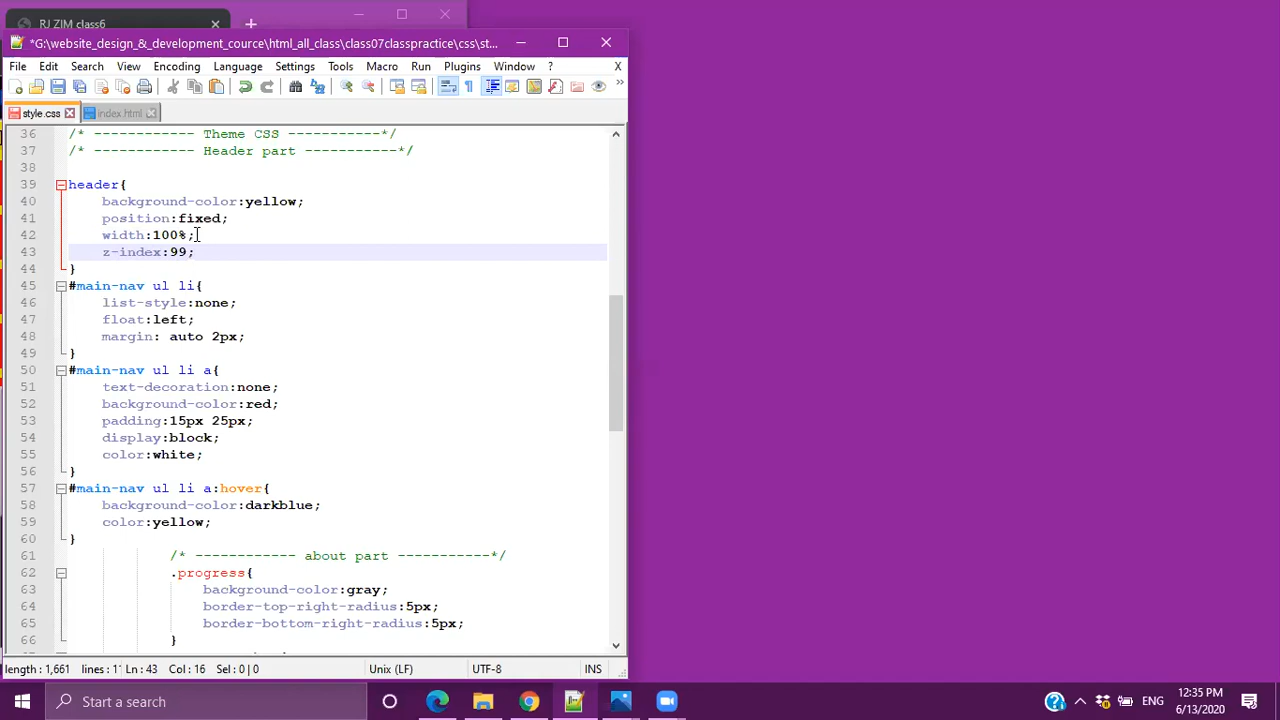 RJ ZIM class6
*G:\website_design_&_development_cource\html_all_class\class07classpractice\css\st...
File Edit Search View Encoding Language Settings Tools Macro Run Plugins Window ? X
style.css index.html
36 /* ------------ Theme CSS -----------*/
37 /* ------------ Header part -----------*/
38
39 header{
40 background-color:yellow;
41 position:fixed;
42 width:100%;
43 z-index:99;
44 }
45 #main-nav ul li{
46 list-style:none;
47 float:left;
48 margin: auto 2px;
49 }
50 #main-nav ul li a{
51 text-decoration:none;
52 background-color:red;
53 padding:15px 25px;
54 display:block;
55 color:white;
56 }
57 #main-nav ul li a:hover{
58 background-color:darkblue;
59 color:yellow;
60 }
61 /* ------------ about part -----------*/
62 .progress{
63 background-color:gray;
64 border-top-right-radius:5px;
65 border-bottom-right-radius:5px;
66 }
length : 1,661 lines : 1 Ln : 43 Col : 16 Sel : 0 | 0 Unix (LF) UTF-8 INS
Start a search
ENG
12:35 PM
6/13/2020